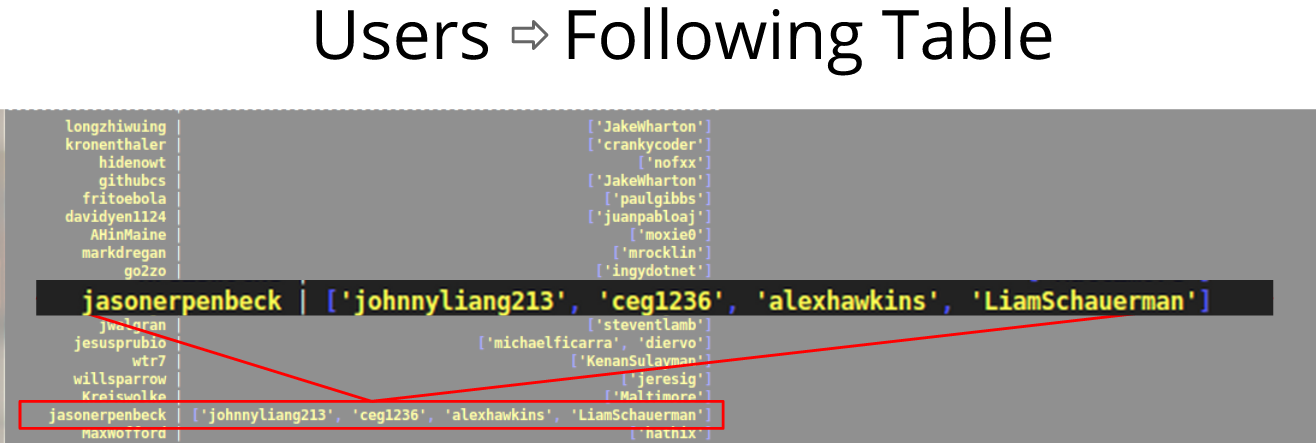 Users ⇨ Following Table
longzhiwuing | ['JakeWharton']
kronenthaler | ['crankycoder']
hidenowt | ['nofxx']
githubcs | ['JakeWharton']
fritoebola | ['paulgibbs']
davidyen1124 | ['juanpabloaj']
AHinMaine | ['moxie0']
markdregan | ['mrocklin']
go2zo | ['ingydotnet']
jasonerpenbeck | ['johnnyliang213', 'ceg1236', 'alexhawkins', 'LiamSchauerman']
jwalgran | ['steventlamb']
jesusprubio | ['michaelficarra', 'diervo']
wtr7 | ['KenanSulayman']
willsparrow | ['jeresig']
Kreiswolke | ['Maltimore']
jasonerpenbeck | ['johnnyliang213', 'ceg1236', 'alexhawkins', 'LiamSchauerman']
MaxWofford | ['hathix']